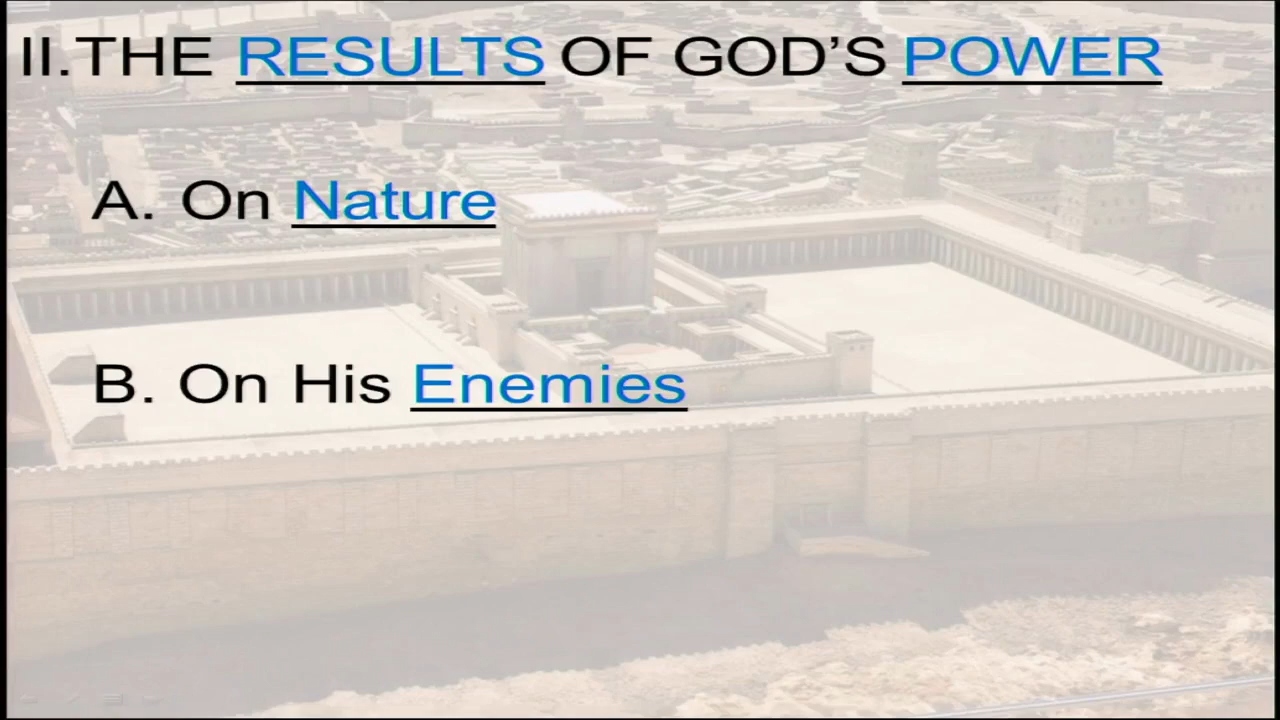 II.THE RESULTS OF GOD'S POWER
A. On Nature
B. On His Enemies